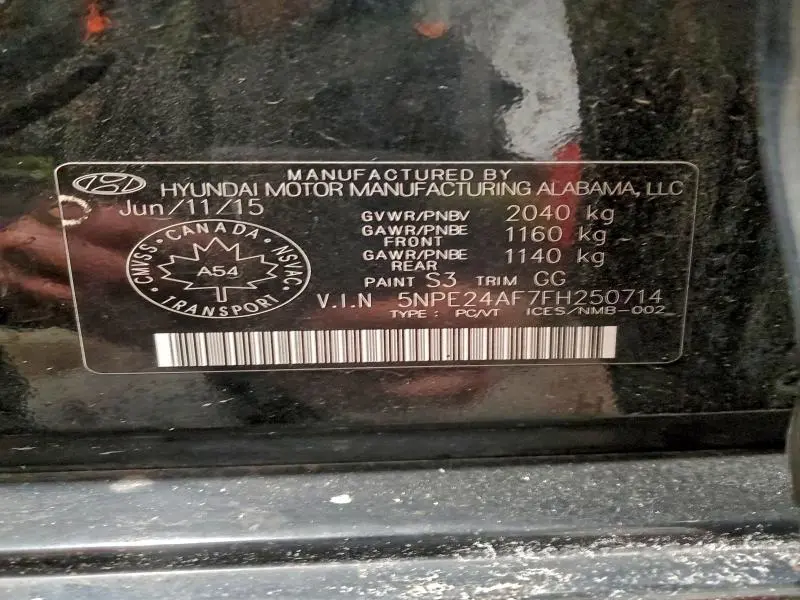 MANUFACTURED BY
HYUNDAI MOTOR MANUFACTURING ALABAMA, LLC
Jun/11/15
GVWR/PNBV 2040 kg
GAWR/PNBE FRONT 1160 kg
GAWR/PNBE REAR 1140 kg
PAINT S3 TRIM GG
V.I.N 5NPE24AF7FH250714
TYPE : PC/VT ICES/NMB-002
CANADA
CMVSS NSVAC
A54
TRANSPORT